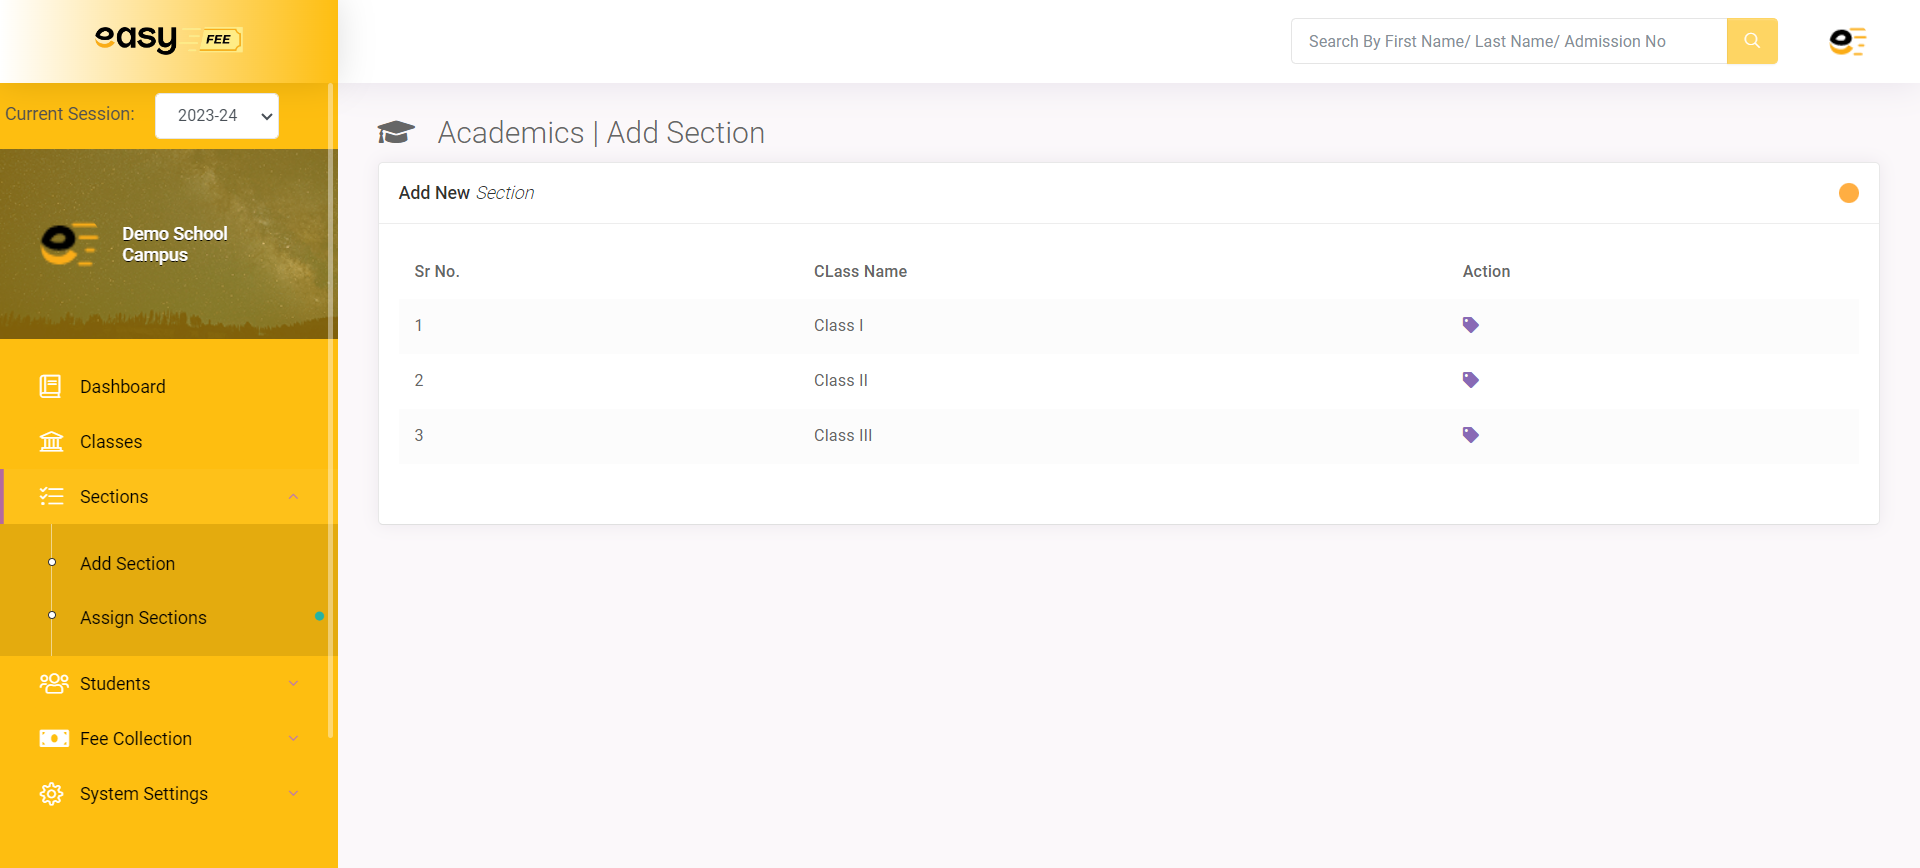 easy FEE
Search By First Name/ Last Name/ Admission No
Current Session: 2023-24
Demo School
Campus
Dashboard
Classes
Sections
Add Section
Assign Sections
Students
Fee Collection
System Settings
Academics | Add Section
Add New Section
Sr No. CLass Name Action
1 Class I
2 Class II
3 Class III